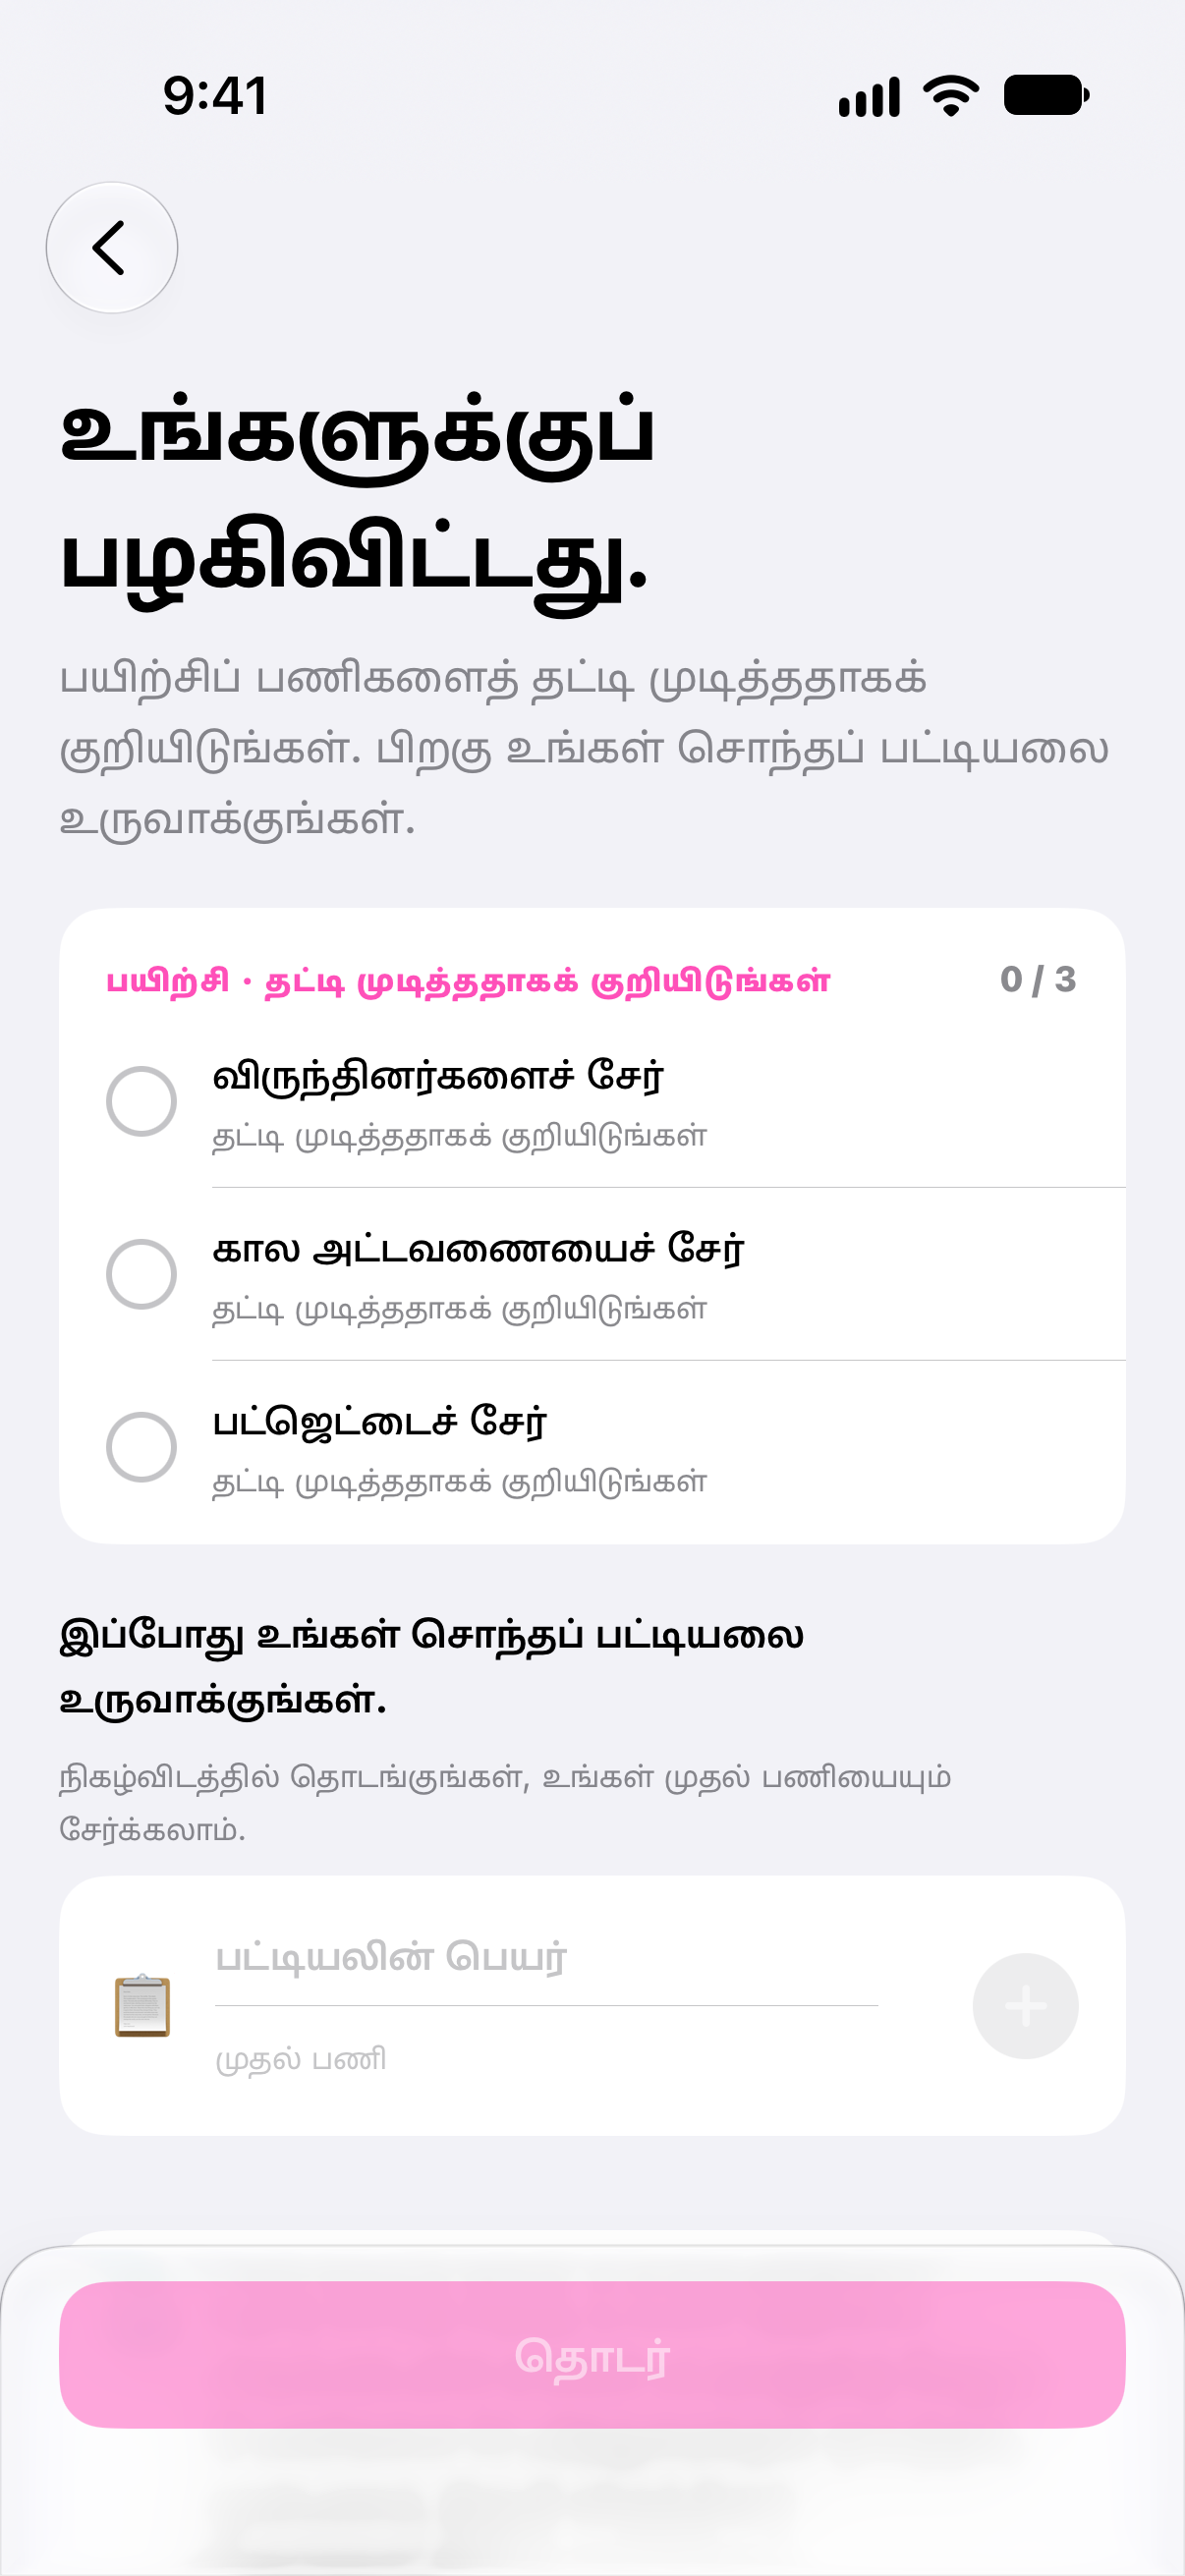 9:41
உங்களுக்குப்
பழகிவிட்டது.
பயிற்சிப் பணிகளைத் தட்டி முடித்ததாகக்
குறியிடுங்கள். பிறகு உங்கள் சொந்தப் பட்டியலை
உருவாக்குங்கள்.
பயிற்சி · தட்டி முடித்ததாகக் குறியிடுங்கள்
0 / 3
விருந்தினர்களைச் சேர்
தட்டி முடித்ததாகக் குறியிடுங்கள்
கால அட்டவணையைச் சேர்
தட்டி முடித்ததாகக் குறியிடுங்கள்
பட்ஜெட்டைச் சேர்
தட்டி முடித்ததாகக் குறியிடுங்கள்
இப்போது உங்கள் சொந்தப் பட்டியலை
உருவாக்குங்கள்.
நிகழ்விடத்தில் தொடங்குங்கள், உங்கள் முதல் பணியையும்
சேர்க்கலாம்.
பட்டியலின் பெயர்
முதல் பணி
தொடர்